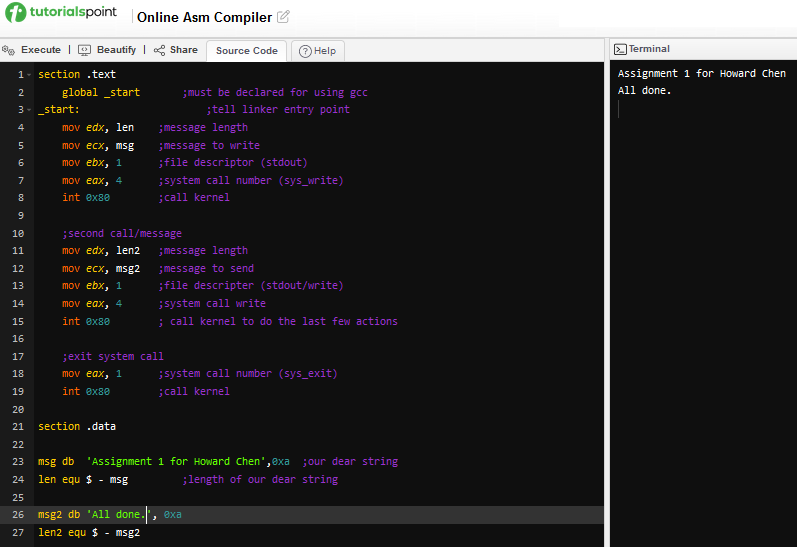 tutorialspoint
Online Asm Compiler
Execute | Beautify | Share Source Code Help
Terminal
1 section .text
2 global _start ;must be declared for using gcc
3 _start: ;tell linker entry point
4 mov edx, len ;message length
5 mov ecx, msg ;message to write
6 mov ebx, 1 ;file descriptor (stdout)
7 mov eax, 4 ;system call number (sys_write)
8 int 0x80 ;call kernel
9
10 ;second call/message
11 mov edx, len2 ;message length
12 mov ecx, msg2 ;message to send
13 mov ebx, 1 ;file descripter (stdout/write)
14 mov eax, 4 ;system call write
15 int 0x80 ; call kernel to do the last few actions
16
17 ;exit system call
18 mov eax, 1 ;system call number (sys_exit)
19 int 0x80 ;call kernel
20
21 section .data
22
23 msg db 'Assignment 1 for Howard Chen',0xa ;our dear string
24 len equ $ - msg ;length of our dear string
25
26 msg2 db 'All done.', 0xa
27 len2 equ $ - msg2
Assignment 1 for Howard Chen
All done.